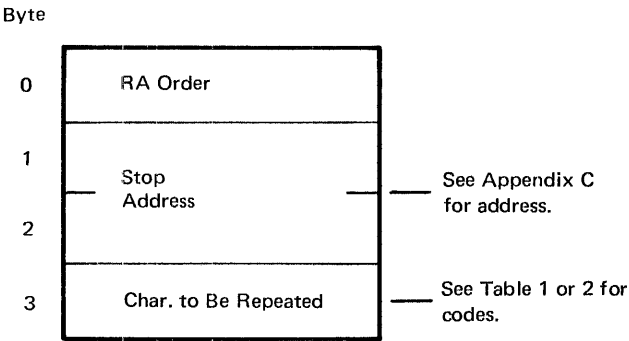 Byte
0 RA Order
1
Stop
Address
See Appendix C
for address.
2
3 Char. to Be Repeated
See Table 1 or 2 for
codes.